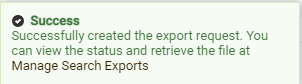 Success
Successfully created the export request. You
can view the status and retrieve the file at
Manage Search Exports